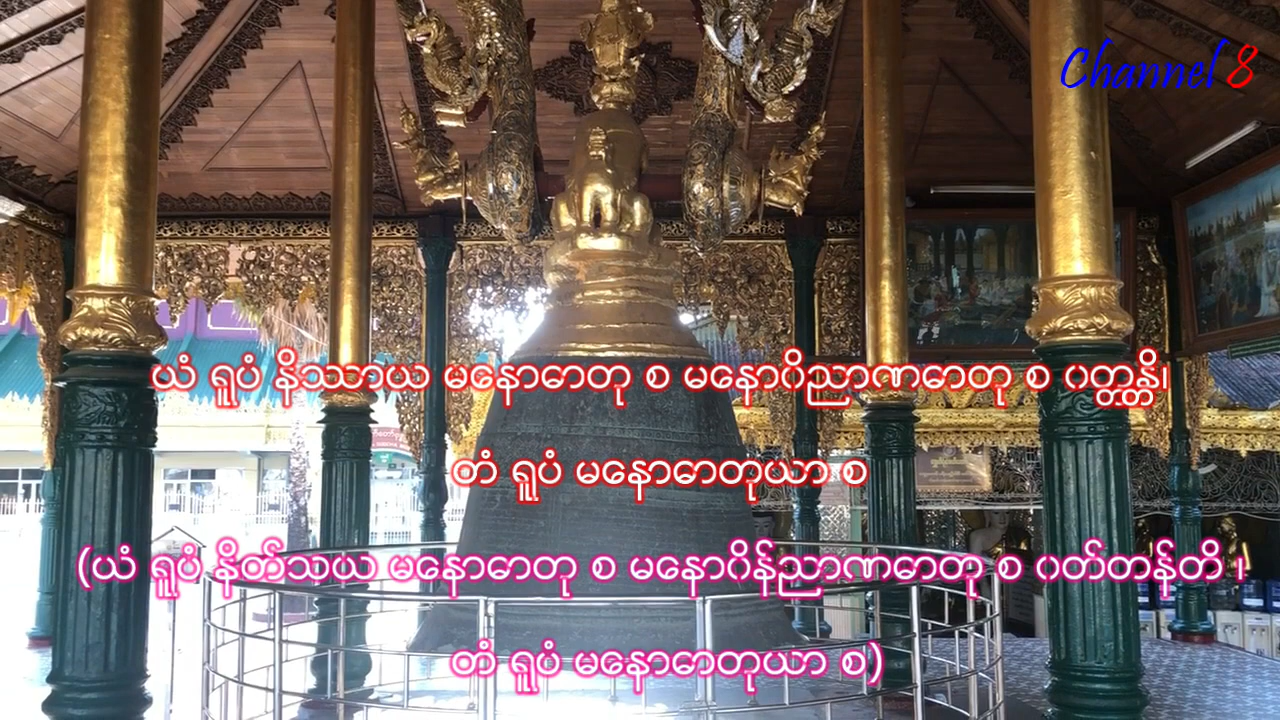 Channel 8
ယံ ရူပံ နိဿာယ မနောဓာတု စ မနောဝိညာဏဓာတု စ ဝတ္တန္တိ၊
တံ ရူပံ မနောဓာတုယာ စ
(ယံ ရူပံ နိတ်သယ မနောဓာတု စ မနောဝိန်ညာဏဓာတု စ ဝတ်တန်တိ ၊
တံ ရူပံ မနောဓာတုယာ စ)